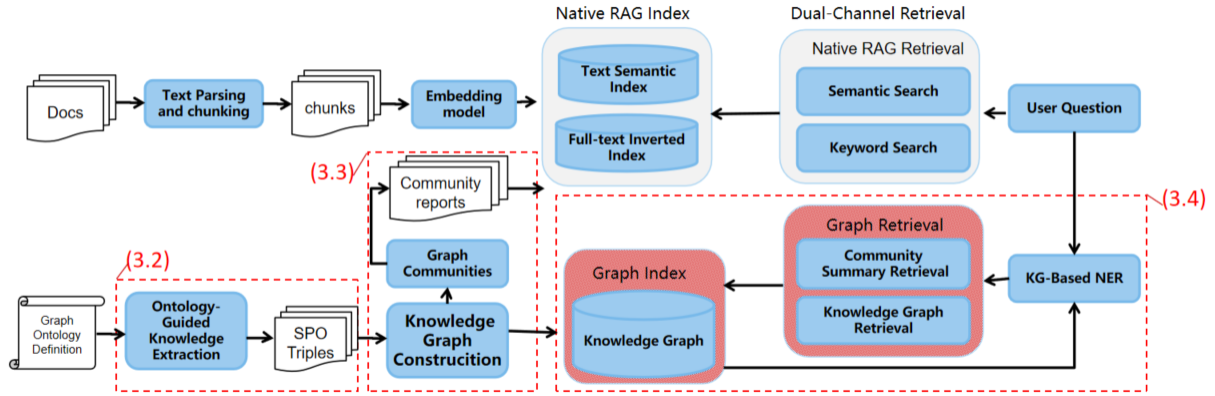 Native RAG Index
Dual-Channel Retrieval
Native RAG Retrieval
Docs
Text Parsing
and chunking
chunks
Embedding
model
Text Semantic
Index
Full-text Inverted
Index
Semantic Search
Keyword Search
User Question
(3.3)
Community
reports
(3.4)
(3.2)
Graph
Communities
Graph Index
Knowledge Graph
Graph Retrieval
Community
Summary Retrieval
Knowledge Graph
Retrieval
KG-Based NER
Graph
Ontology
Definition
Ontology-
Guided
Knowledge
Extraction
SPO
Triples
Knowledge
Graph
Construcition